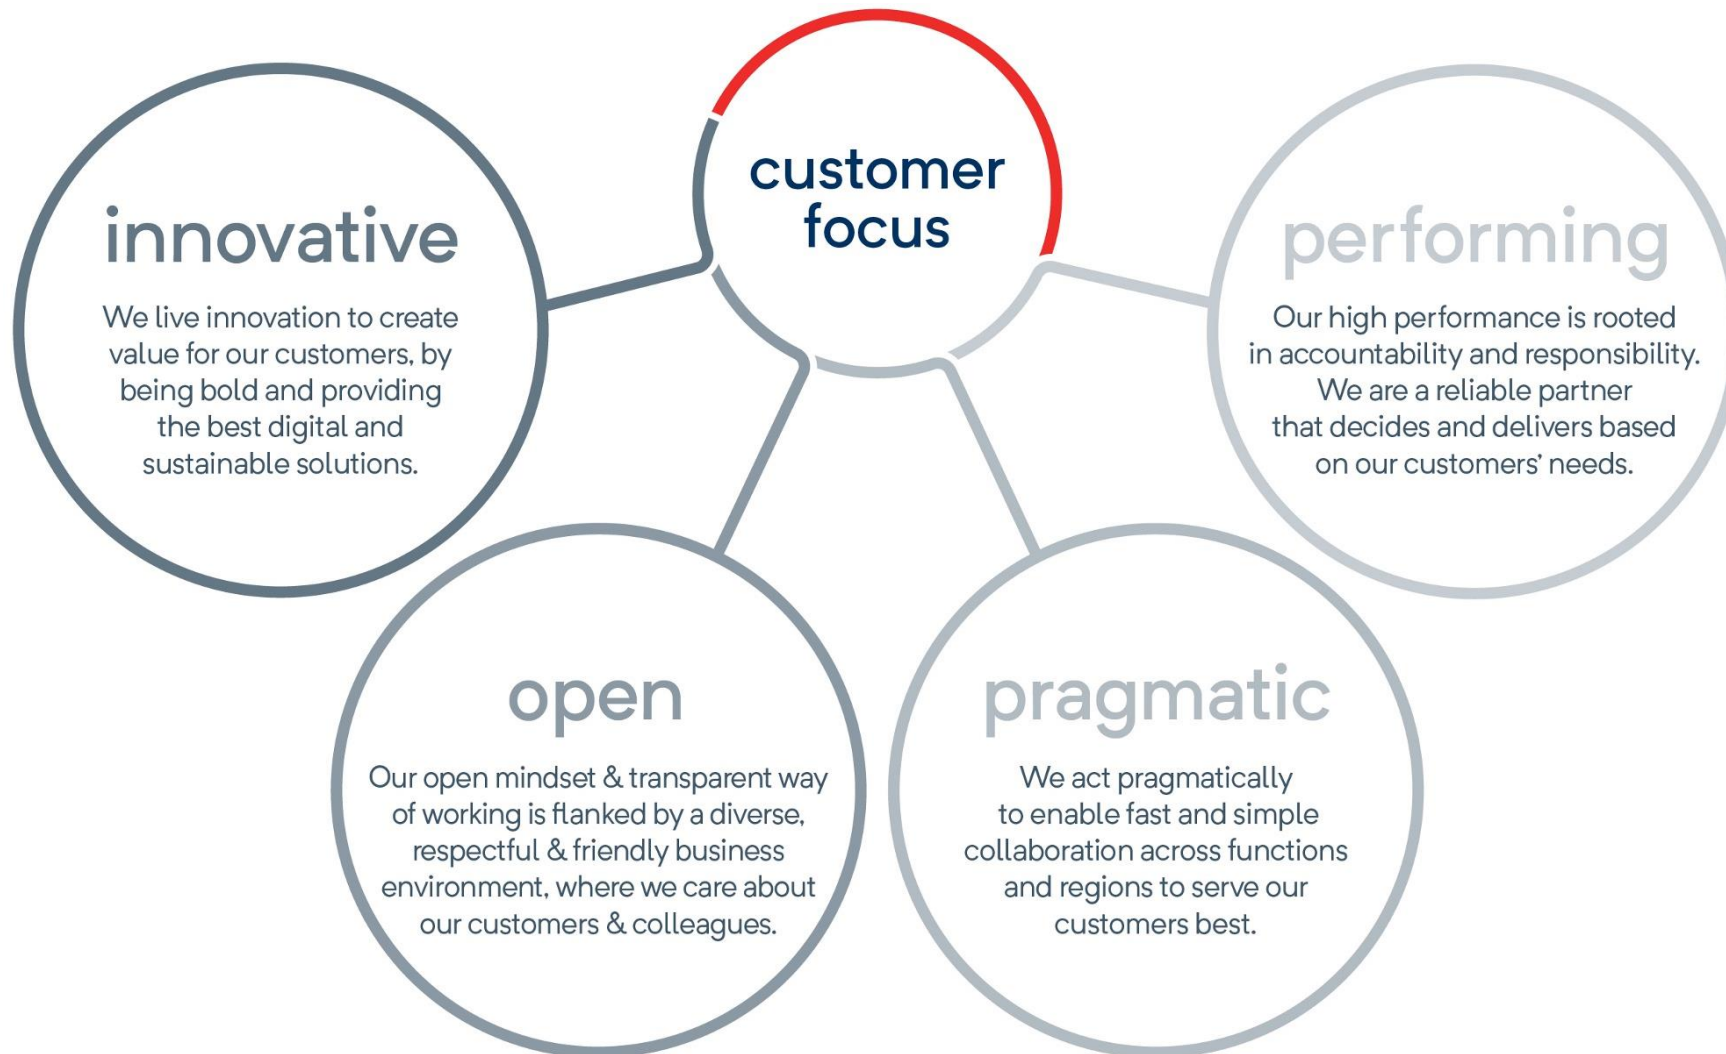 customer
focus
innovative
We live innovation to create
value for our customers, by
being bold and providing
the best digital and
sustainable solutions.
performing
Our high performance is rooted
in accountability and responsibility.
We are a reliable partner
that decides and delivers based
on our customers’ needs.
open
Our open mindset & transparent way
of working is flanked by a diverse,
respectful & friendly business
environment, where we care about
our customers & colleagues.
pragmatic
We act pragmatically
to enable fast and simple
collaboration across functions
and regions to serve our
customers best.